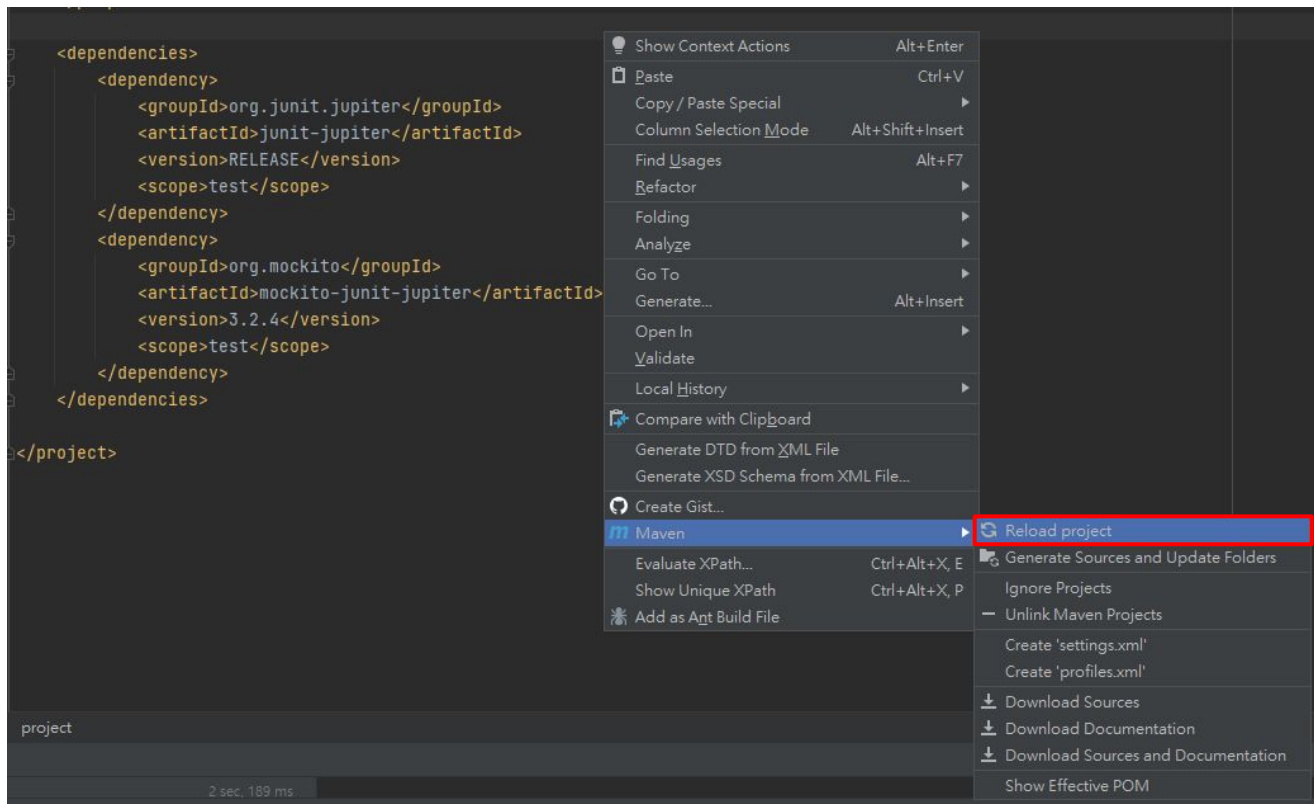 <dependencies>
<dependency>
<groupId>org.junit.jupiter</groupId>
<artifactId>junit-jupiter</artifactId>
<version>RELEASE</version>
<scope>test</scope>
</dependency>
<dependency>
<groupId>org.mockito</groupId>
<artifactId>mockito-junit-jupiter</artifactId>
<version>3.2.4</version>
<scope>test</scope>
</dependency>
</dependencies>
</project>
Show Context Actions Alt+Enter
Paste Ctrl+V
Copy / Paste Special
Column Selection Mode Alt+Shift+Insert
Find Usages Alt+F7
Refactor
Folding
Analyze
Go To
Generate... Alt+Insert
Open In
Validate
Local History
Compare with Clipboard
Generate DTD from XML File
Generate XSD Schema from XML File...
Create Gist...
Maven
Evaluate XPath... Ctrl+Alt+X, E
Show Unique XPath Ctrl+Alt+X, P
Add as Ant Build File
Reload project
Generate Sources and Update Folders
Ignore Projects
Unlink Maven Projects
Create 'settings.xml'
Create 'profiles.xml'
Download Sources
Download Documentation
Download Sources and Documentation
Show Effective POM
project
2 sec, 189 ms